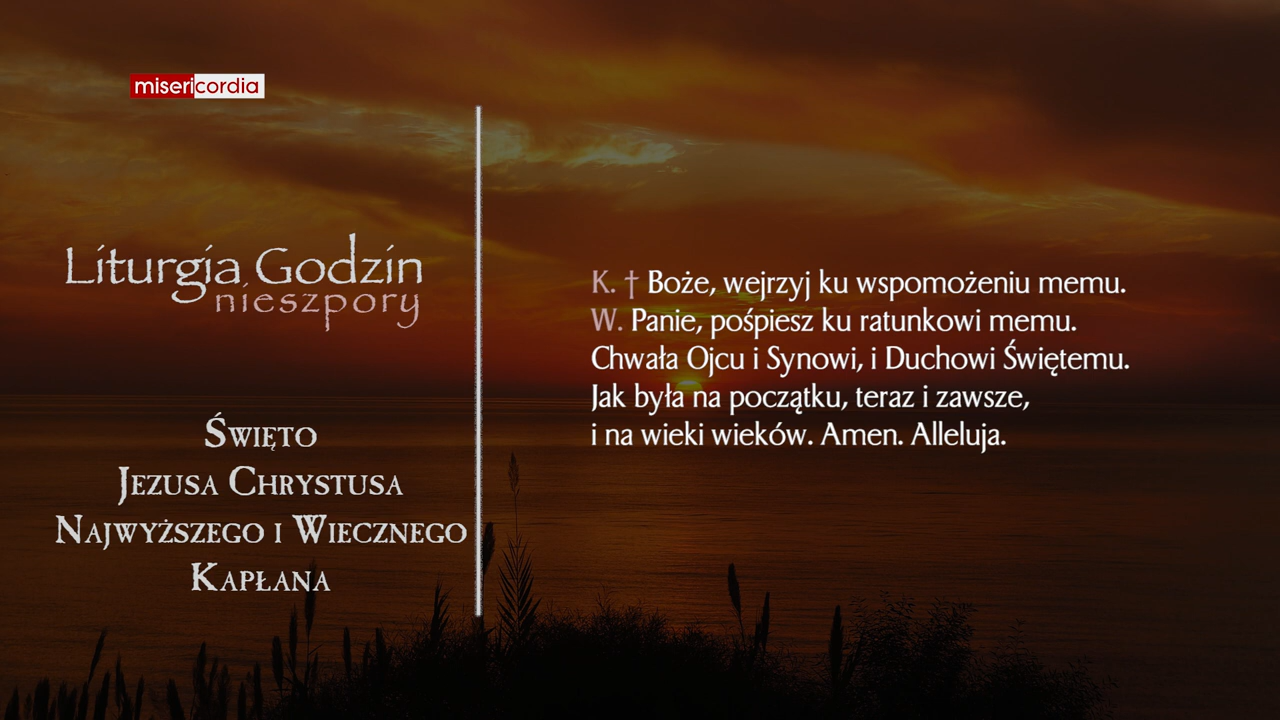 misericordia
Liturgia Godzin
nieszpory
Święto
Jezusa Chrystusa
Najwyższego i Wiecznego
Kapłana
K. † Boże, wejrzyj ku wspomożeniu memu.
W. Panie, pośpiesz ku ratunkowi memu.
Chwała Ojcu i Synowi, i Duchowi Świętemu.
Jak była na początku, teraz i zawsze,
i na wieki wieków. Amen. Alleluja.